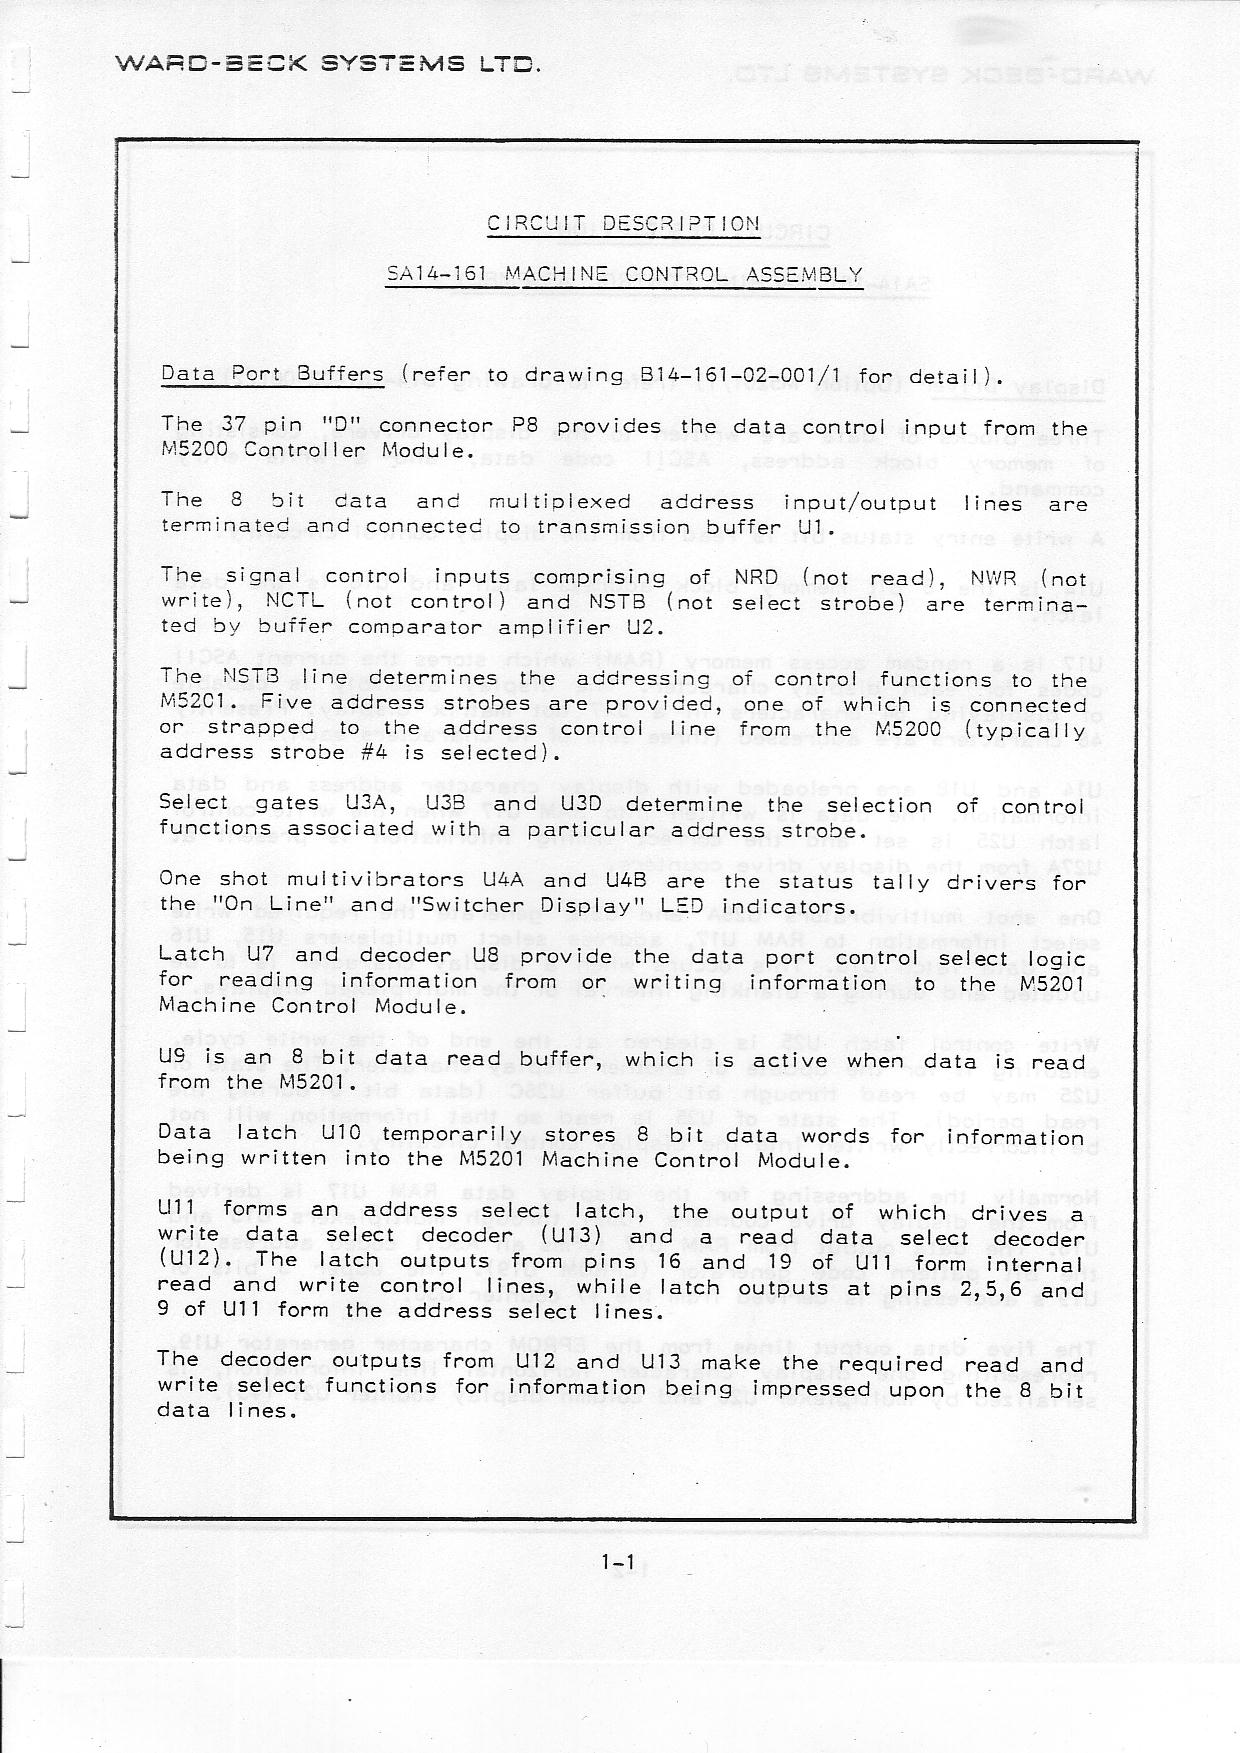 WARD-BECK SYSTEMS LTD.
CIRCUIT DESCRIPTION
SA14-161 MACHINE CONTROL ASSEMBLY
Data Port Buffers (refer to drawing B14-161-02-001/1 for detail).
The 37 pin "D" connector P8 provides the data control input from the
M5200 Controller Module.
The 8 bit data and multiplexed address input/output lines are
terminated and connected to transmission buffer U1.
The signal control inputs comprising of NRD (not read), NWR (not
write), NCTL (not control) and NSTB (not select strobe) are termina-
ted by buffer comparator amplifier U2.
The NSTB line determines the addressing of control functions to the
M5201. Five address strobes are provided, one of which is connected
or strapped to the address control line from the M5200 (typically
address strobe #4 is selected).
Select gates U3A, U3B and U3D determine the selection of control
functions associated with a particular address strobe.
One shot multivibrators U4A and U4B are the status tally drivers for
the "On Line" and "Switcher Display" LED indicators.
Latch U7 and decoder U8 provide the data port control select logic
for reading information from or writing information to the M5201
Machine Control Module.
U9 is an 8 bit data read buffer, which is active when data is read
from the M5201.
Data latch U10 temporarily stores 8 bit data words for information
being written into the M5201 Machine Control Module.
U11 forms an address select latch, the output of which drives a
write data select decoder (U13) and a read data select decoder
(U12). The latch outputs from pins 16 and 19 of U11 form internal
read and write control lines, while latch outputs at pins 2,5,6 and
9 of U11 form the address select lines.
The decoder outputs from U12 and U13 make the required read and
write select functions for information being impressed upon the 8 bit
data lines.
1-1